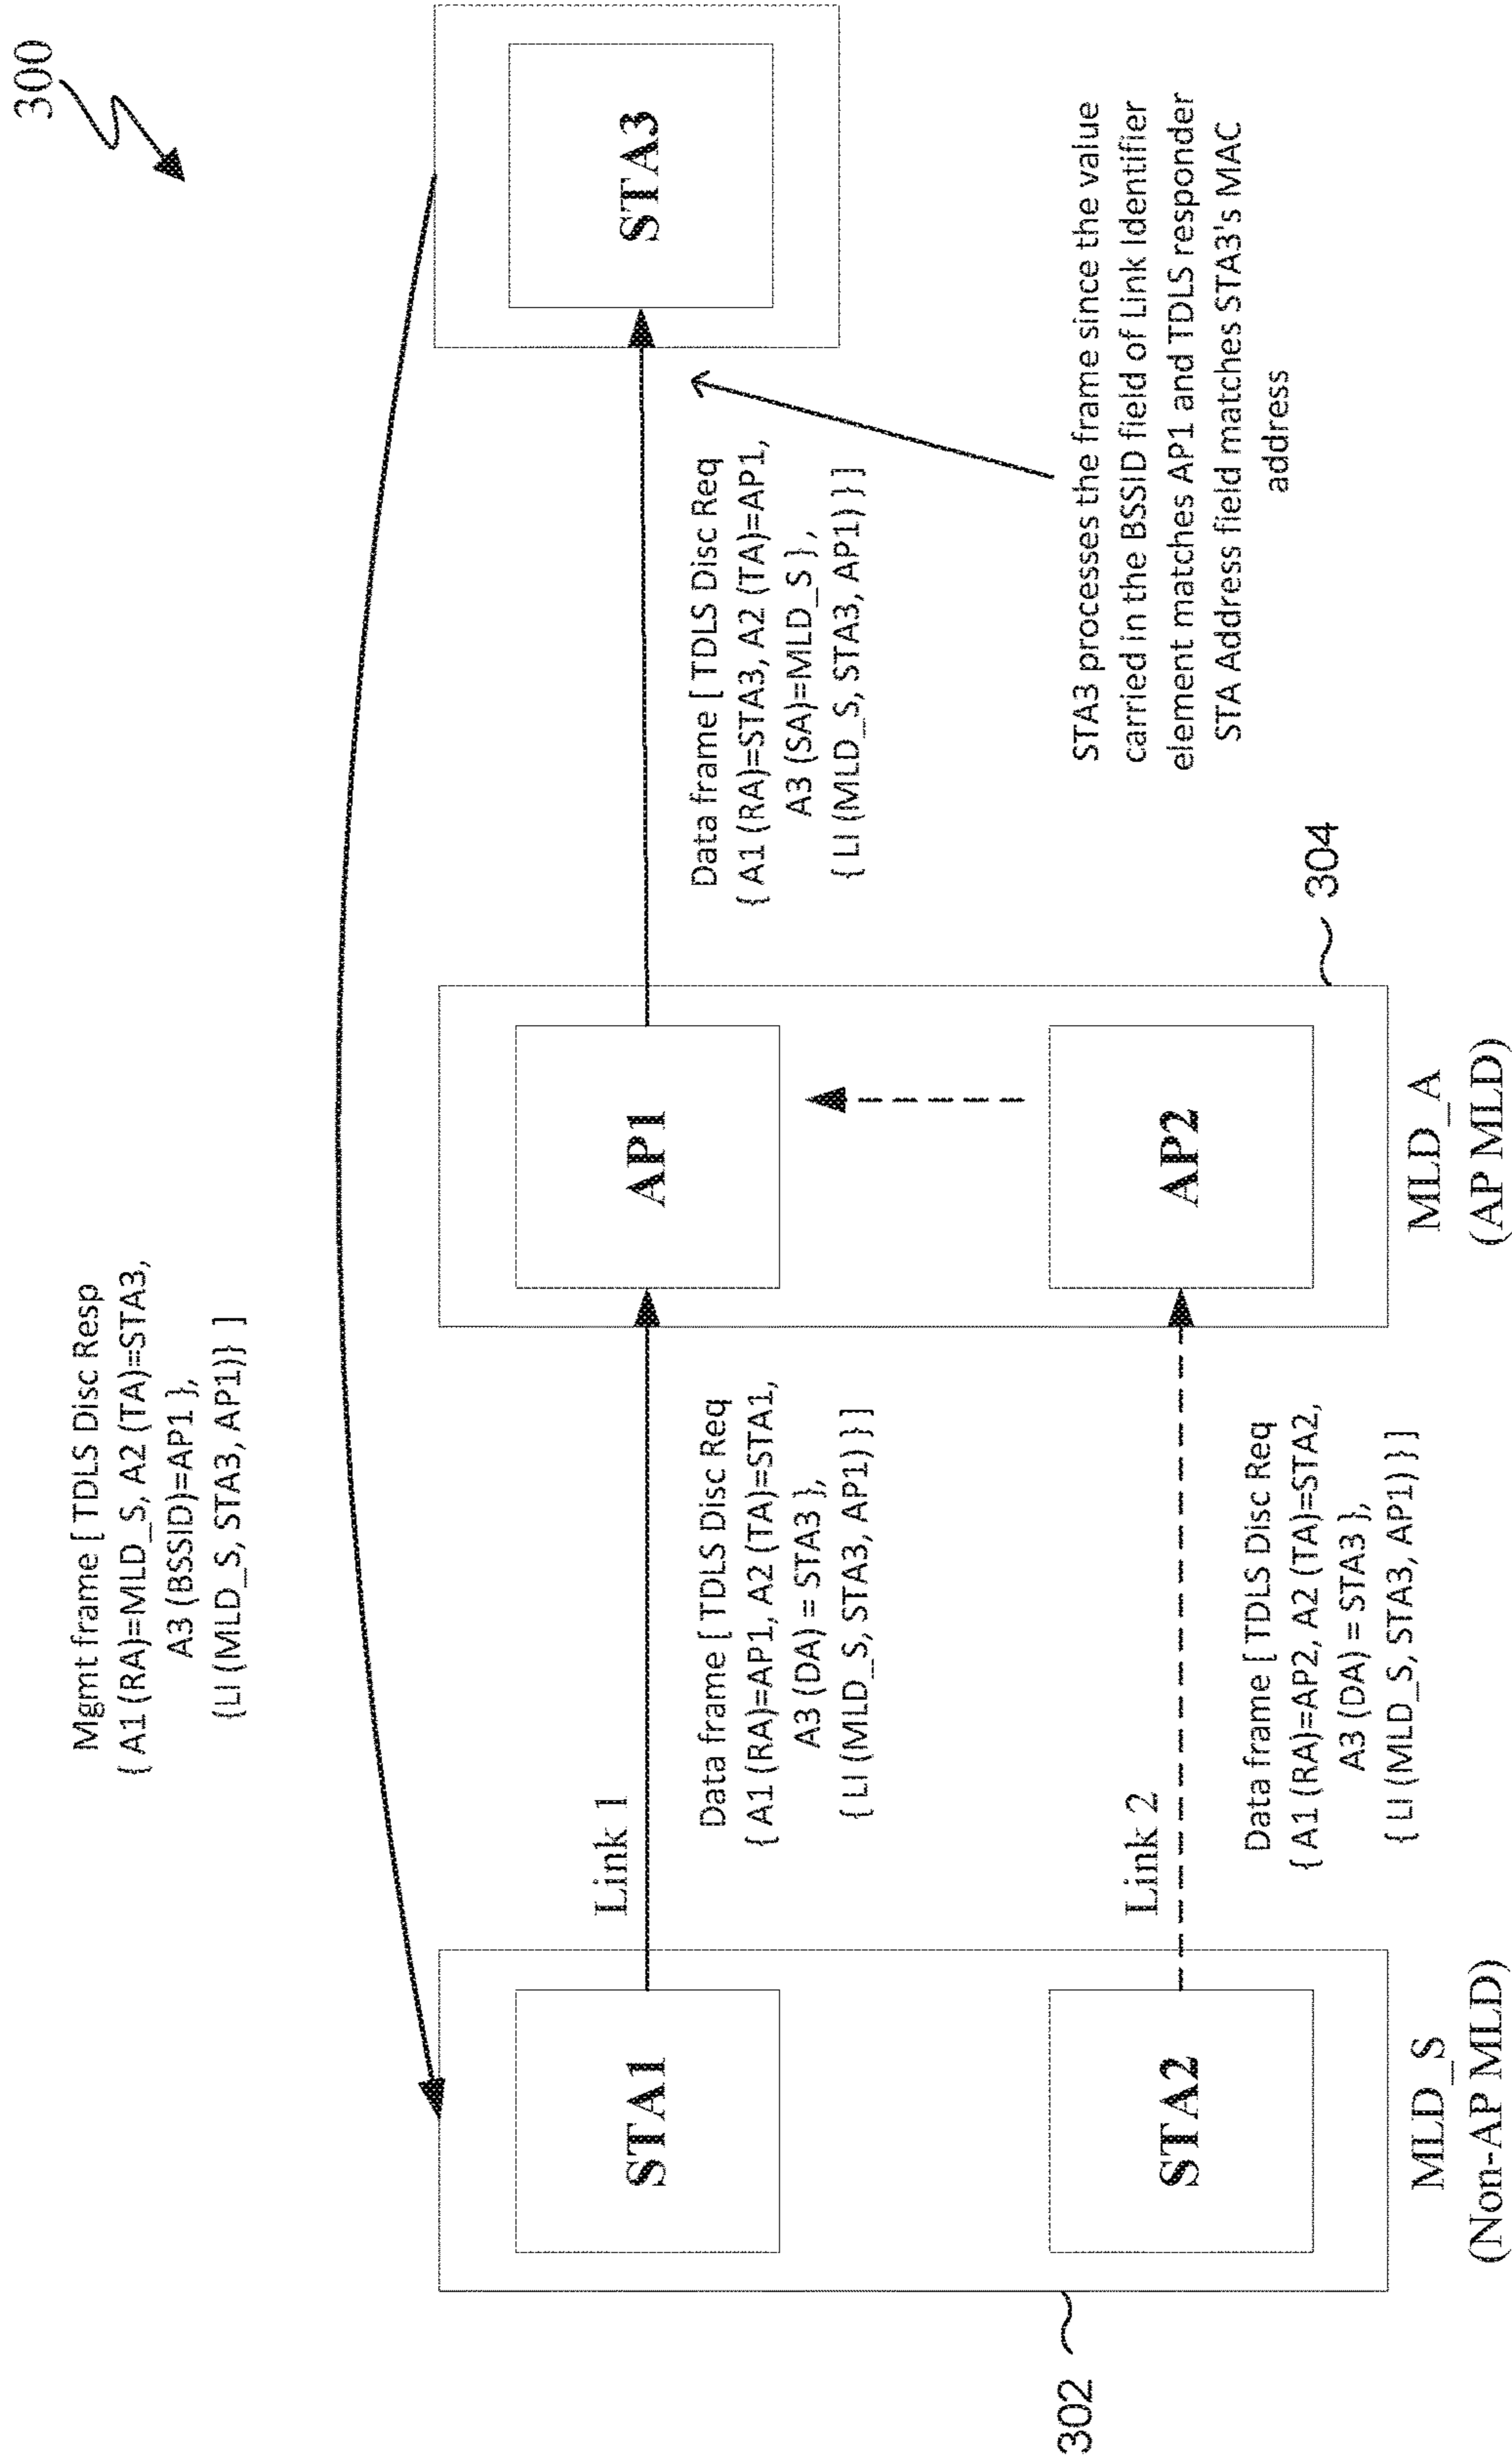 300
Mgmt frame [ TDLS Disc Resp
{ A1 (RA)=MLD_S, A2 (TA)=STA3,
A3 (BSSID)=AP1 },
{LI (MLD_S, STA3, AP1)} ]
STA1
STA2
MLD_S
(Non-AP MLD)
302
Link 1
Data frame [ TDLS Disc Req
{ A1 (RA)=AP1, A2 (TA)=STA1,
A3 (DA) = STA3 },
{ LI (MLD_S, STA3, AP1) } ]
Link 2
Data frame [ TDLS Disc Req
{ A1 (RA)=AP2, A2 (TA)=STA2,
A3 (DA) = STA3 },
{ LI (MLD_S, STA3, AP1) } ]
AP1
AP2
MLD_A
(AP MLD)
304
Data frame [ TDLS Disc Req
{ A1 (RA)=STA3, A2 (TA)=AP1,
A3 (SA)=MLD_S },
{ LI (MLD_S, STA3, AP1) } ]
STA3
STA3 processes the frame since the value
carried in the BSSID field of Link Identifier
element matches AP1 and TDLS responder
STA Address field matches STA3's MAC
address